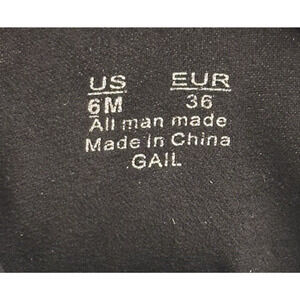 US EUR
6M 36
All man made
Made in China
GAIL